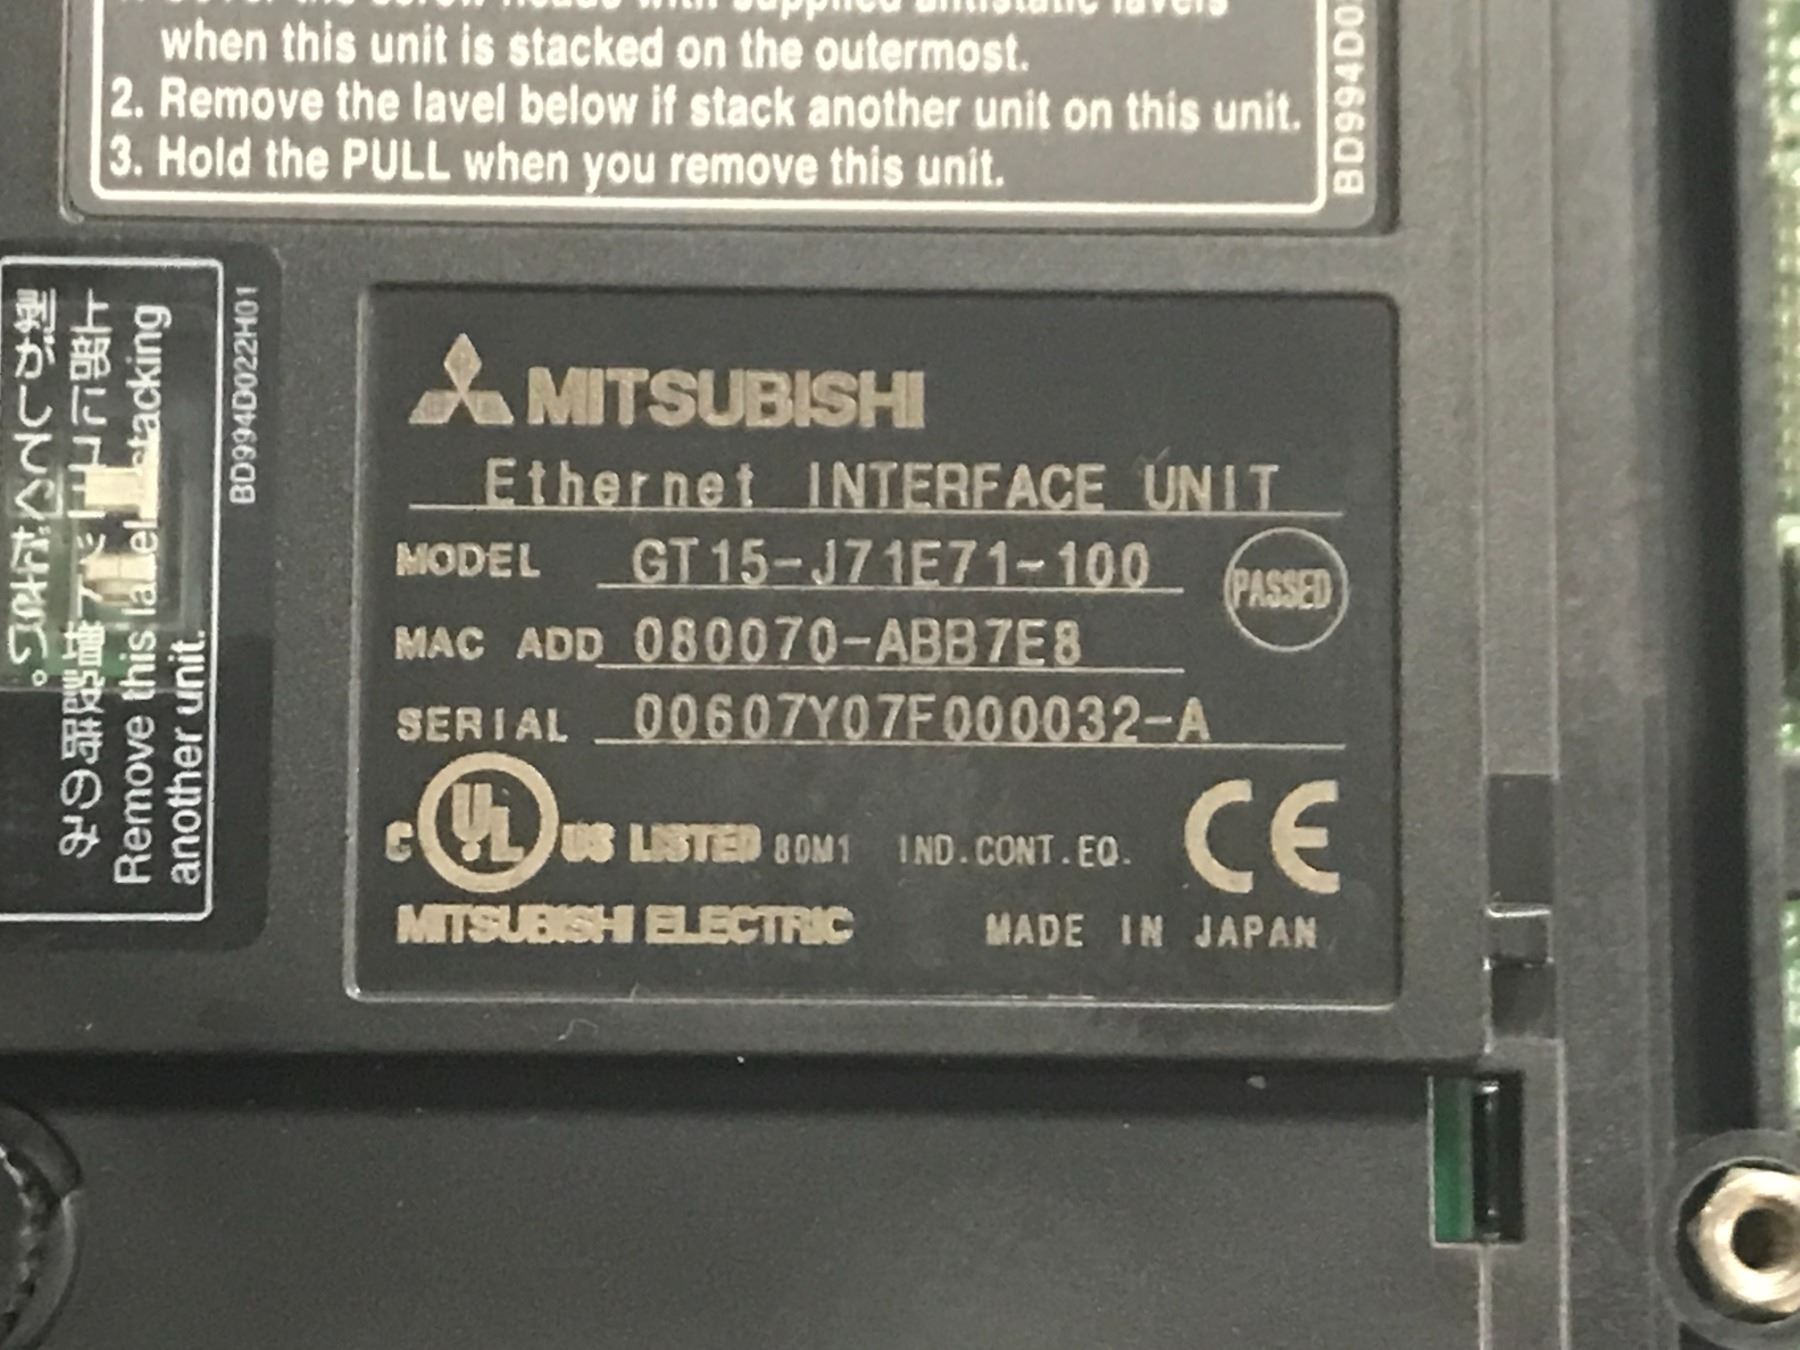 when this unit is stacked on the outermost.
2. Remove the lavel below if stack another unit on this unit.
3. Hold the PULL when you remove this unit.
BD994D0
Remove this label stacking
another unit.
BD994D022H01
MITSUBISHI
Ethernet INTERFACE UNIT
MODEL GT15-J71E71-100
PASSED
MAC ADD 080070-ABB7E8
SERIAL 00607Y07F000032-A
C UL US LISTED 80M1 IND.CONT.EQ. CE
MITSUBISHI ELECTRIC MADE IN JAPAN